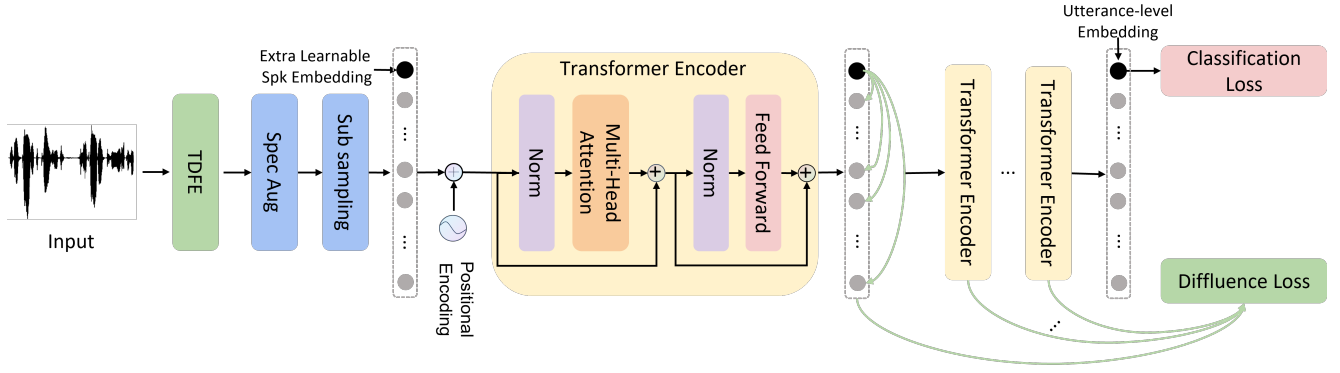 Input
TDFE
Spec Aug
Sub sampling
Extra Learnable
Spk Embedding
Positional
Encoding
Transformer Encoder
Norm
Multi-Head
Attention
Norm
Feed Forward
Transformer Encoder
...
Transformer Encoder
Utterance-level
Embedding
Classification
Loss
Diffluence Loss